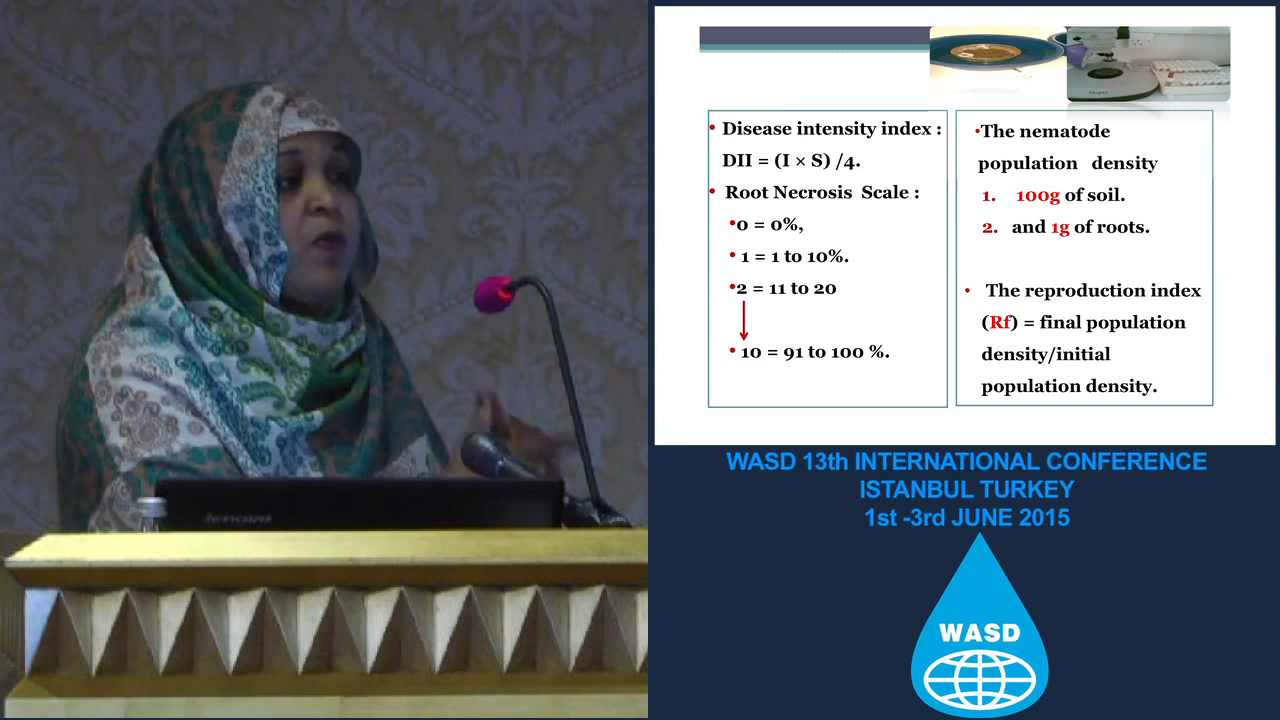 • Disease intensity index :
DII = (I × S) /4.
• Root Necrosis Scale :
•0 = 0%,
• 1 = 1 to 10%.
•2 = 11 to 20
• 10 = 91 to 100 %.
•The nematode
population density
1. 100g of soil.
2. and 1g of roots.
• The reproduction index
(Rf) = final population
density/initial
population density.
WASD 13th INTERNATIONAL CONFERENCE
ISTANBUL TURKEY
1st -3rd JUNE 2015
WASD